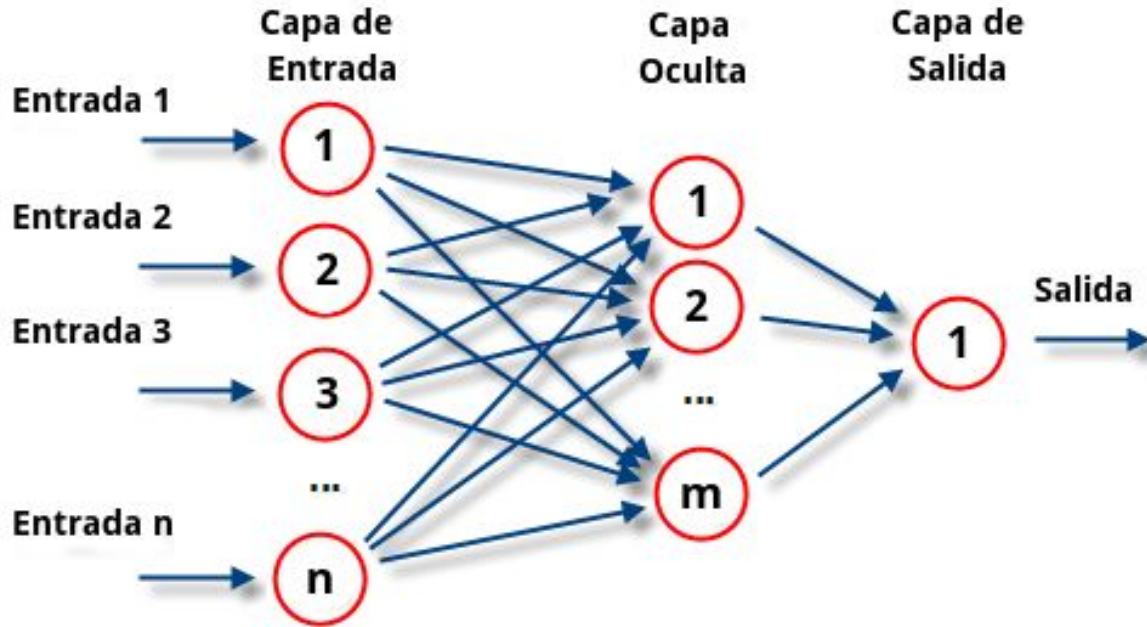 Capa de
Entrada
Capa
Oculta
Capa de
Salida
Entrada 1
Entrada 2
Entrada 3
Entrada n
1
2
3
...
n
1
2
...
m
1
Salida